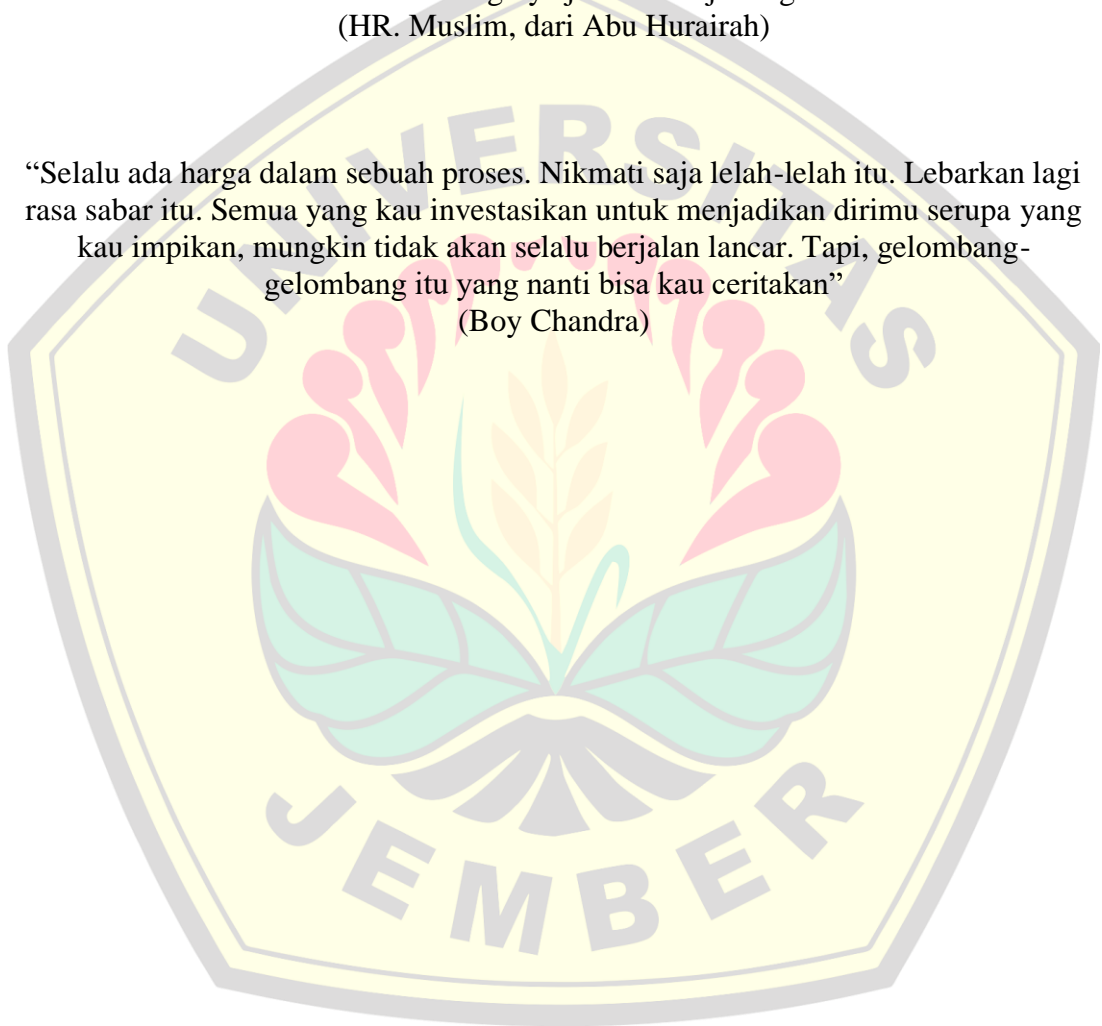 (HR. Muslim, dari Abu Hurairah)
“Selalu ada harga dalam sebuah proses. Nikmati saja lelah-lelah itu. Lebarkan lagi
rasa sabar itu. Semua yang kau investasikan untuk menjadikan dirimu serupa yang
kau impikan, mungkin tidak akan selalu berjalan lancar. Tapi, gelombang-
gelombang itu yang nanti bisa kau ceritakan”
(Boy Chandra)
UNIVERSITAS
JEMBER